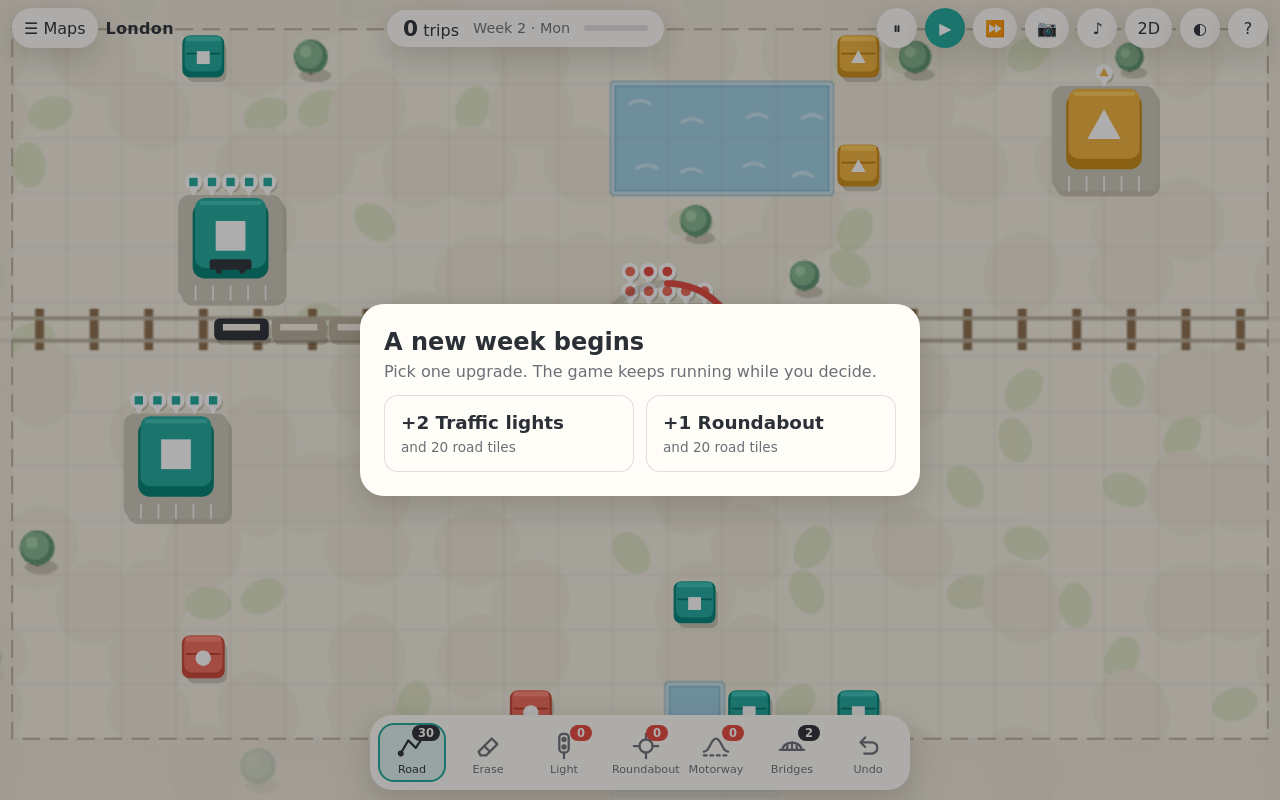 ☰ Maps
London
0 trips
Week 2 · Mon
2D
?
A new week begins
Pick one upgrade. The game keeps running while you decide.
+2 Traffic lights
and 20 road tiles
+1 Roundabout
and 20 road tiles
30
0
0
0
2
Road
Erase
Light
Roundabout
Motorway
Bridges
Undo